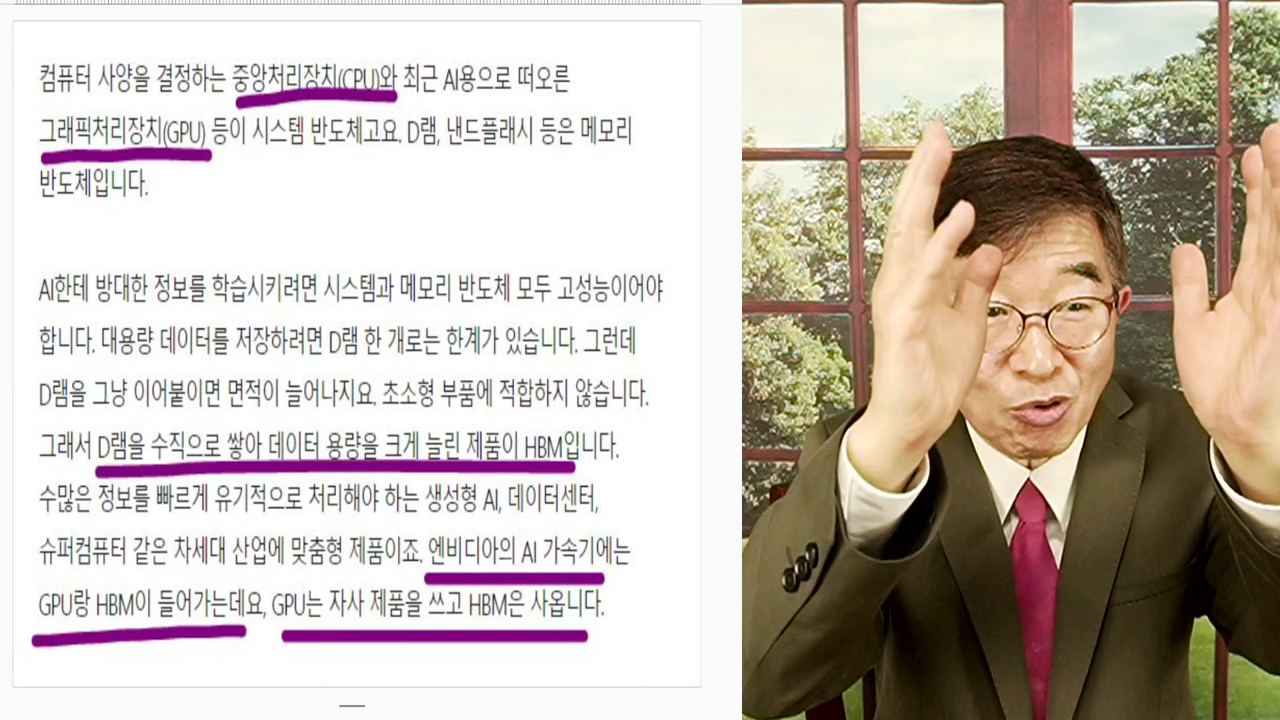 컴퓨터 사양을 결정하는 중앙처리장치(CPU)와 최근 AI용으로 떠오른
그래픽처리장치(GPU) 등이 시스템 반도체고요. D램, 낸드플래시 등은 메모리
반도체입니다.
AI한테 방대한 정보를 학습시키려면 시스템과 메모리 반도체 모두 고성능이어야
합니다. 대용량 데이터를 저장하려면 D램 한 개로는 한계가 있습니다. 그런데
D램을 그냥 이어붙이면 면적이 늘어나지요. 초소형 부품에 적합하지 않습니다.
그래서 D램을 수직으로 쌓아 데이터 용량을 크게 늘린 제품이 HBM입니다.
수많은 정보를 빠르게 유기적으로 처리해야 하는 생성형 AI, 데이터센터,
슈퍼컴퓨터 같은 차세대 산업에 맞춤형 제품이죠. 엔비디아의 AI 가속기에는
GPU랑 HBM이 들어가는데요, GPU는 자사 제품을 쓰고 HBM은 사옵니다.